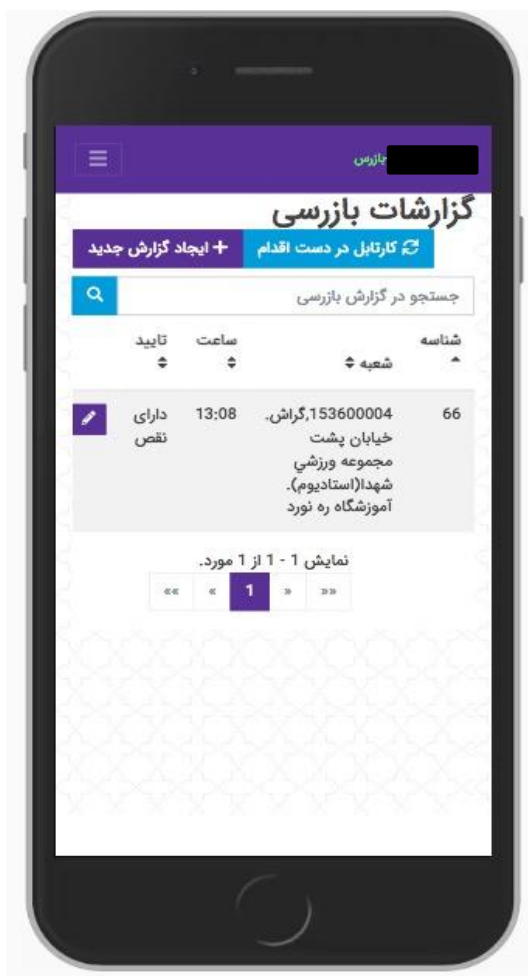 بازرس
گزارشات بازرسی
کارتابل در دست اقدام
+ ایجاد گزارش جدید
جستجو در گزارش بازرسی
شناسه شعبه ساعت تایید
66 153600004,گراش. 13:08 دارای
خیابان پشت نقص
مجموعه ورزشي
شهدا(استادیوم).
آموزشگاه ره نورد
نمایش 1 - 1 از 1 مورد.
«« « 1 » »»